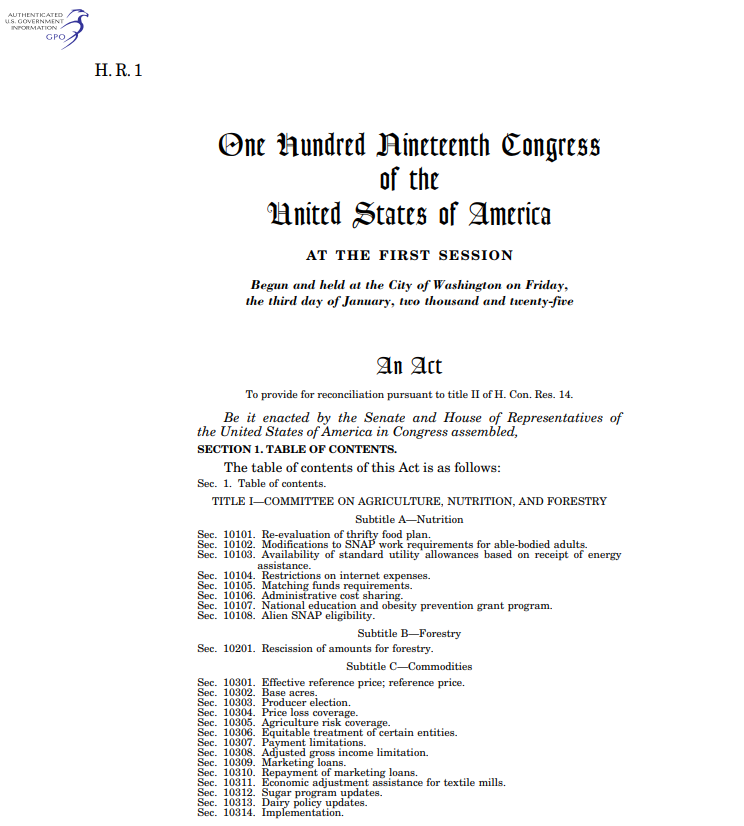 AUTHENTICATED
U.S. GOVERNMENT
INFORMATION
GPO
H. R. 1
One Hundred Nineteenth Congress
of the
United States of America
AT THE FIRST SESSION
Begun and held at the City of Washington on Friday,
the third day of January, two thousand and twenty-five
An Act
To provide for reconciliation pursuant to title II of H. Con. Res. 14.
Be it enacted by the Senate and House of Representatives of
the United States of America in Congress assembled,
SECTION 1. TABLE OF CONTENTS.
The table of contents of this Act is as follows:
Sec. 1. Table of contents.
TITLE I—COMMITTEE ON AGRICULTURE, NUTRITION, AND FORESTRY
Subtitle A—Nutrition
Sec. 10101. Re-evaluation of thrifty food plan.
Sec. 10102. Modifications to SNAP work requirements for able-bodied adults.
Sec. 10103. Availability of standard utility allowances based on receipt of energy
assistance.
Sec. 10104. Restrictions on internet expenses.
Sec. 10105. Matching funds requirements.
Sec. 10106. Administrative cost sharing.
Sec. 10107. National education and obesity prevention grant program.
Sec. 10108. Alien SNAP eligibility.
Subtitle B—Forestry
Sec. 10201. Rescission of amounts for forestry.
Subtitle C—Commodities
Sec. 10301. Effective reference price; reference price.
Sec. 10302. Base acres.
Sec. 10303. Producer election.
Sec. 10304. Price loss coverage.
Sec. 10305. Agriculture risk coverage.
Sec. 10306. Equitable treatment of certain entities.
Sec. 10307. Payment limitations.
Sec. 10308. Adjusted gross income limitation.
Sec. 10309. Marketing loans.
Sec. 10310. Repayment of marketing loans.
Sec. 10311. Economic adjustment assistance for textile mills.
Sec. 10312. Sugar program updates.
Sec. 10313. Dairy policy updates.
Sec. 10314. Implementation.